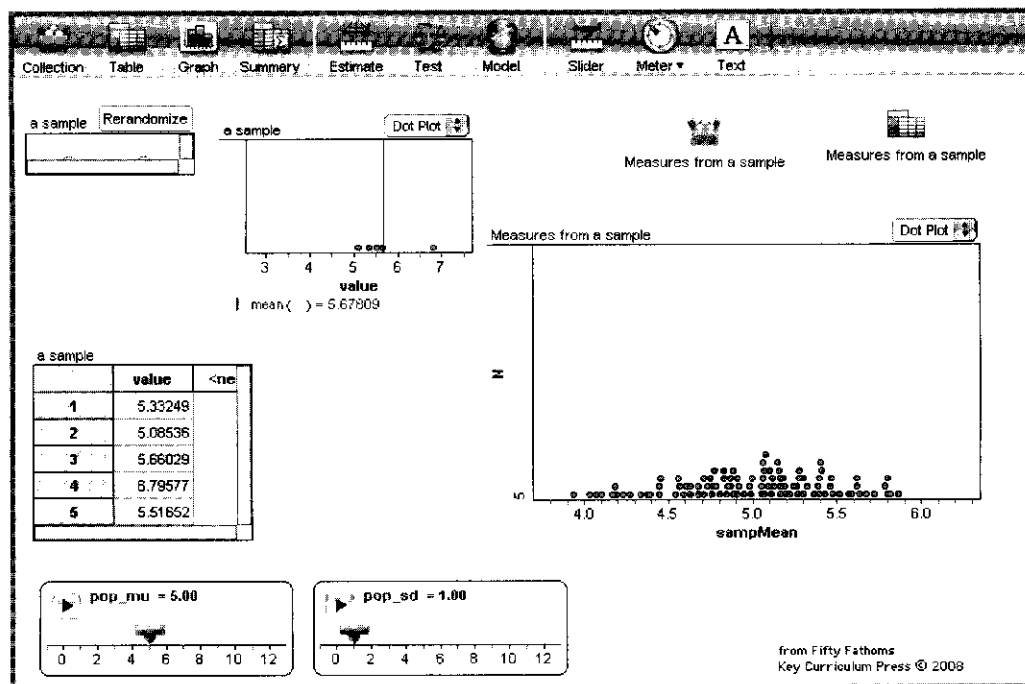 Collection Table Graph Summary Estimate Test Model Slider Meter Text
A
a sample Rerandomize
a sample Dot Plot
3 4 5 6 7
value
mean( ) = 5.67809
Measures from a sample
Measures from a sample
Measures from a sample Dot Plot
N
5
4.0 4.5 5.0 5.5 6.0
sampMean
a sample
value <ne
1 5.33249
2 5.08536
3 5.66029
4 6.79577
5 5.51652
pop_mu = 5.00
0 2 4 6 8 10 12
pop_sd = 1.00
0 2 4 6 8 10 12
from Fifty Fathoms
Key Curriculum Press © 2008